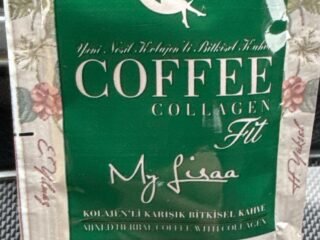 Yeni Nesil Kolajen'li Bitkisel Kahve
COFFEE
COLLAGEN
Fit
My Lisaa
KOLAJEN'Lİ KARIŞIK BİTKİSEL KAHVE
MIXED HERBAL COFFEE WITH COLLAGEN